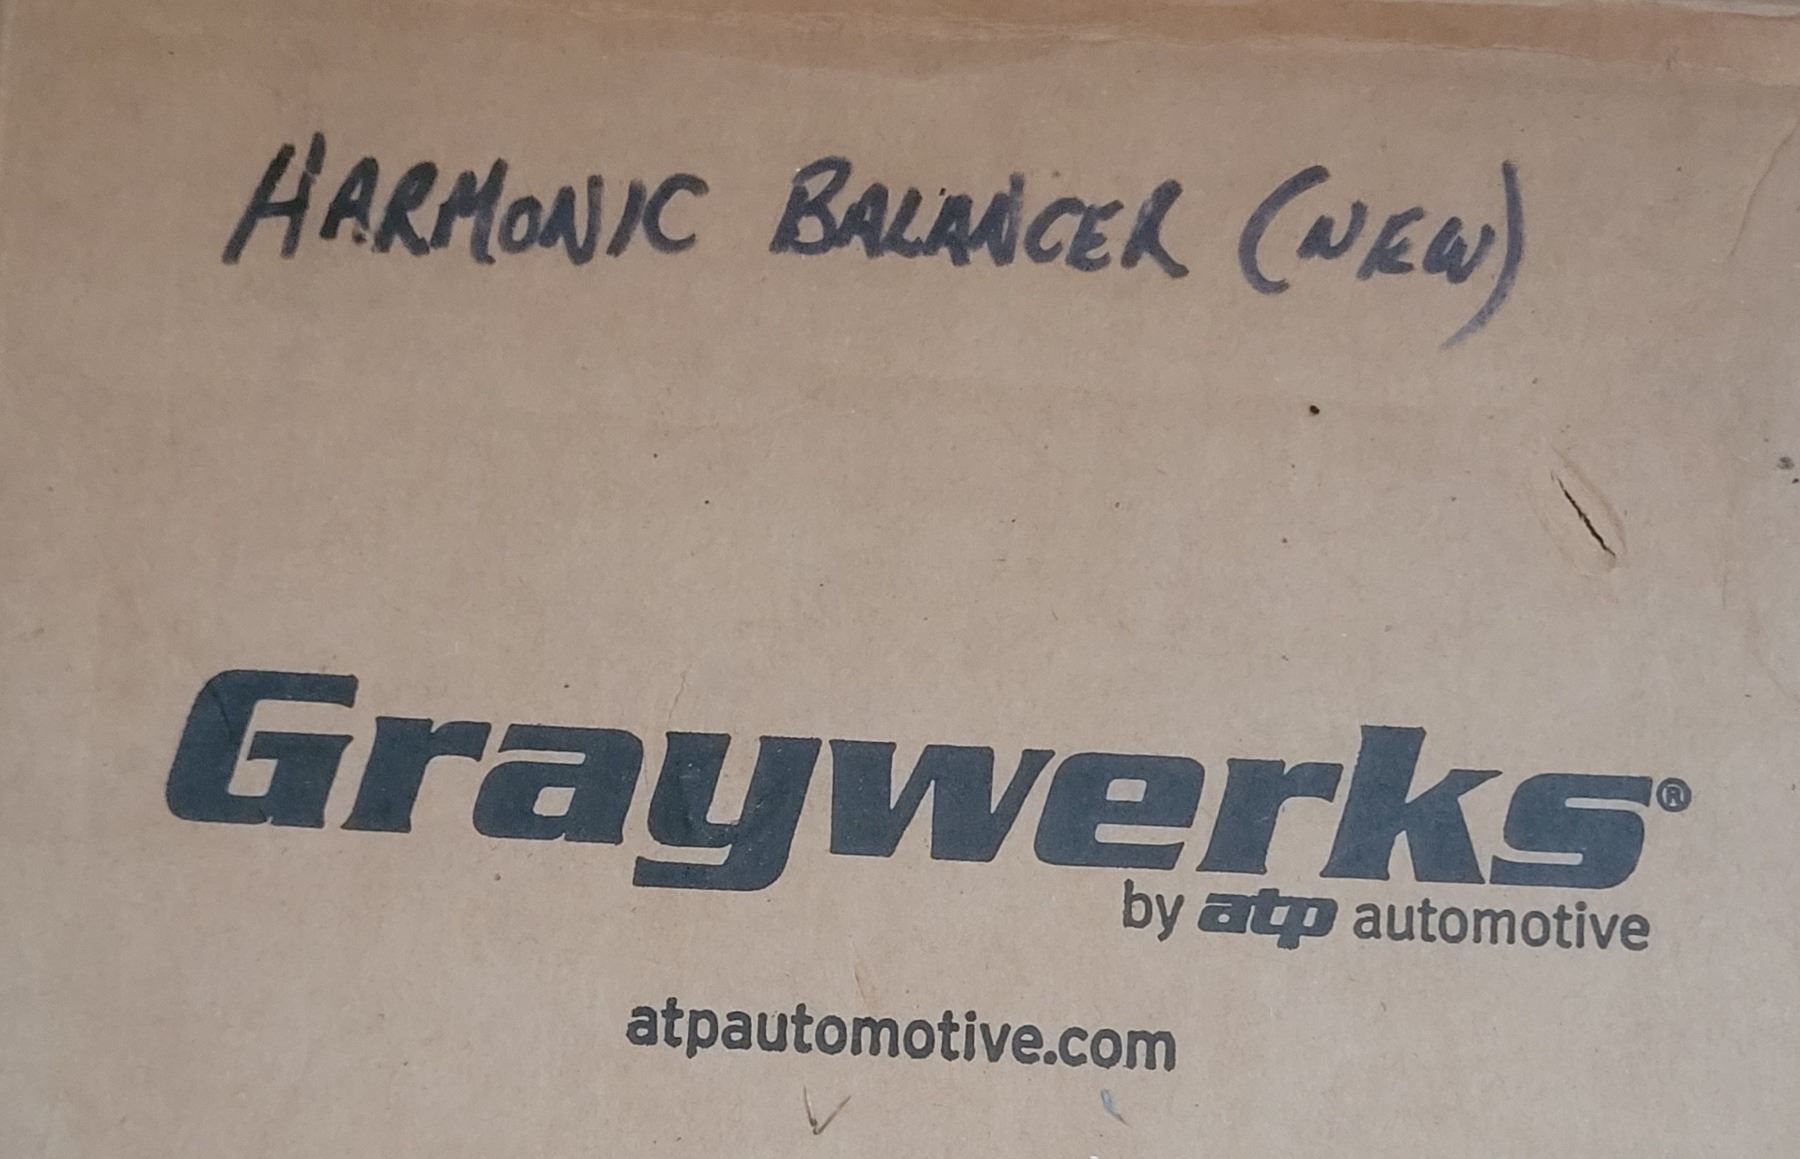 HARMONIC BALANCER (NEW)
Graywerks®
by atp automotive
atpautomotive.com